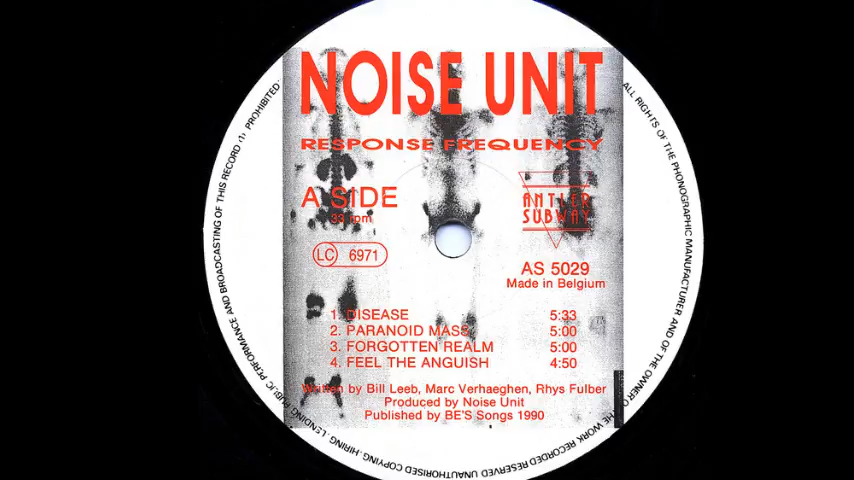 NOISE UNIT
RESPONSE FREQUENCY
A SIDE
33 rpm
LC 6971
ANTLER
SUBWAY
AS 5029
Made in Belgium
1. DISEASE 5:33
2. PARANOID MASS 5:00
3. FORGOTTEN REALM 5:00
4. FEEL THE ANGUISH 4:50
Written by Bill Leeb, Marc Verhaeghen, Rhys Fulber
Produced by Noise Unit
Published by BE'S Songs 1990
ALL RIGHTS OF THE PHONOGRAPHIC MANUFACTURER AND OF THE OWNER OF THE WORK RECORDED RESERVED UNAUTHORISED COPYING. HIRING. LENDING PUBLIC PERFORMANCE AND BROADCASTING OF THIS RECORD (1) PROHIBITED